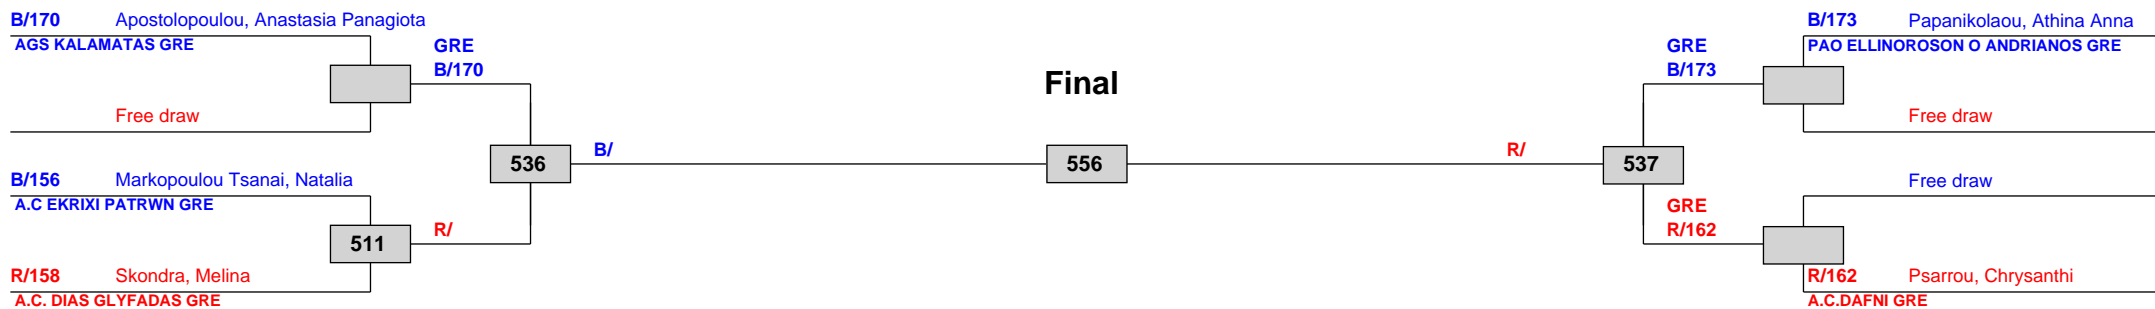 B/170 Apostolopoulou, Anastasia Panagiota
AGS KALAMATAS GRE
GRE
B/170
Free draw
B/156 Markopoulou Tsanai, Natalia
A.C EKRIXI PATRWN GRE
511
R/
R/158 Skondra, Melina
A.C. DIAS GLYFADAS GRE
536
B/
Final
556
R/
537
GRE
B/173
B/173 Papanikolaou, Athina Anna
PAO ELLINOROSON O ANDRIANOS GRE
Free draw
Free draw
GRE
R/162
R/162 Psarrou, Chrysanthi
A.C.DAFNI GRE